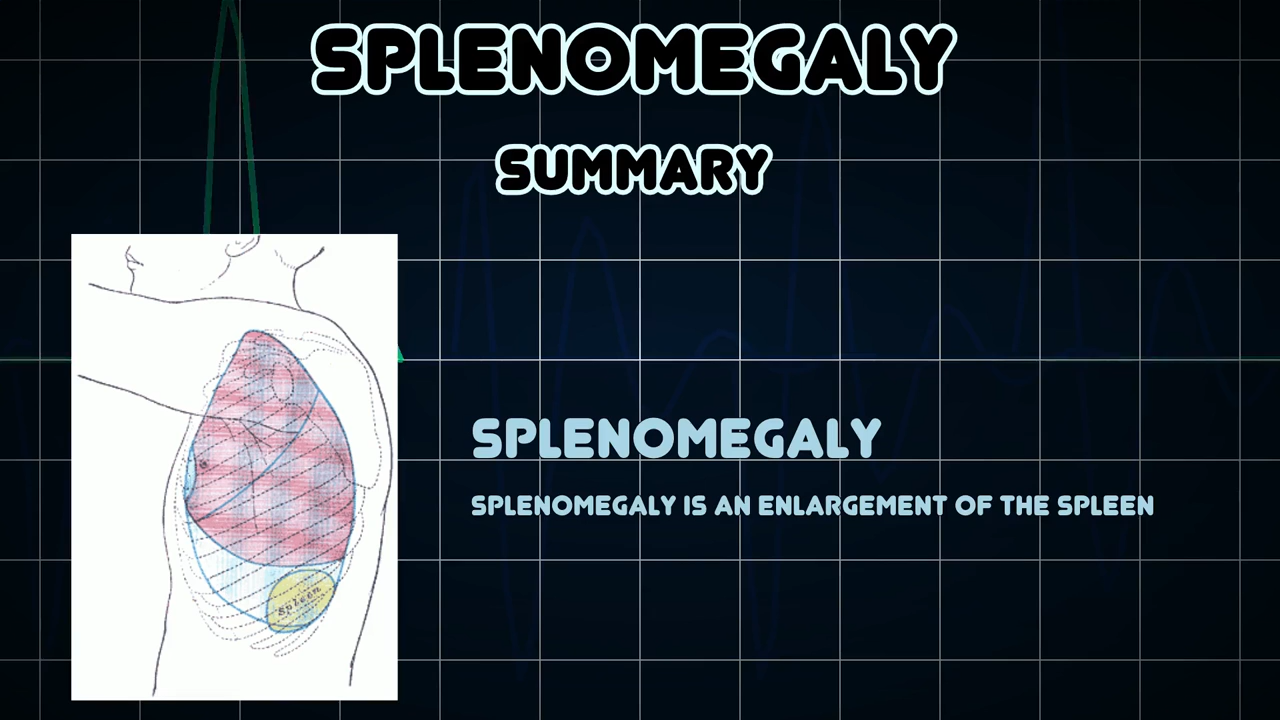 SPLENOMEGALY
SUMMARY
Spleen
SPLENOMEGALY
SPLENOMEGALY IS AN ENLARGEMENT OF THE SPLEEN